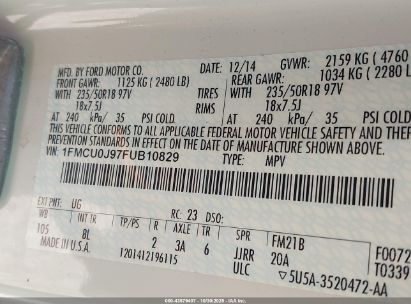 MFD. BY FORD MOTOR CO. 12/14 GVWR: 2159 KG (4760
FRONT GAWR: 1125 KG (2480 LB) REAR GAWR: 1034 KG (2280 LB
WITH WITH
235/50R18 97V TIRES 235/50R18 97V
18x7.5J RIMS 18x7.5J
AT 240 kPa/ 35 PSI COLD AT 240 kPa/ 35 PSI COLD
THIS VEHICLE CONFORMS TO ALL APPLICABLE FEDERAL MOTOR VEHICLE SAFETY AND BUMPER
PREVENTION STANDARDS IN EFFECT ON THE DATE OF MANUFACTURE SHOWN ABOVE.
VIN: 1FMCU0J97FUB10829 TYPE: MPV
EXT PNT: UG RC: 23 DSO:
WB INT TR F0072
105 8L 2 3A 6 SPR JJRR ULC FM21B 20A T0339
MADE IN U.S.A. 1201412196115 5U5A-3520472-AA